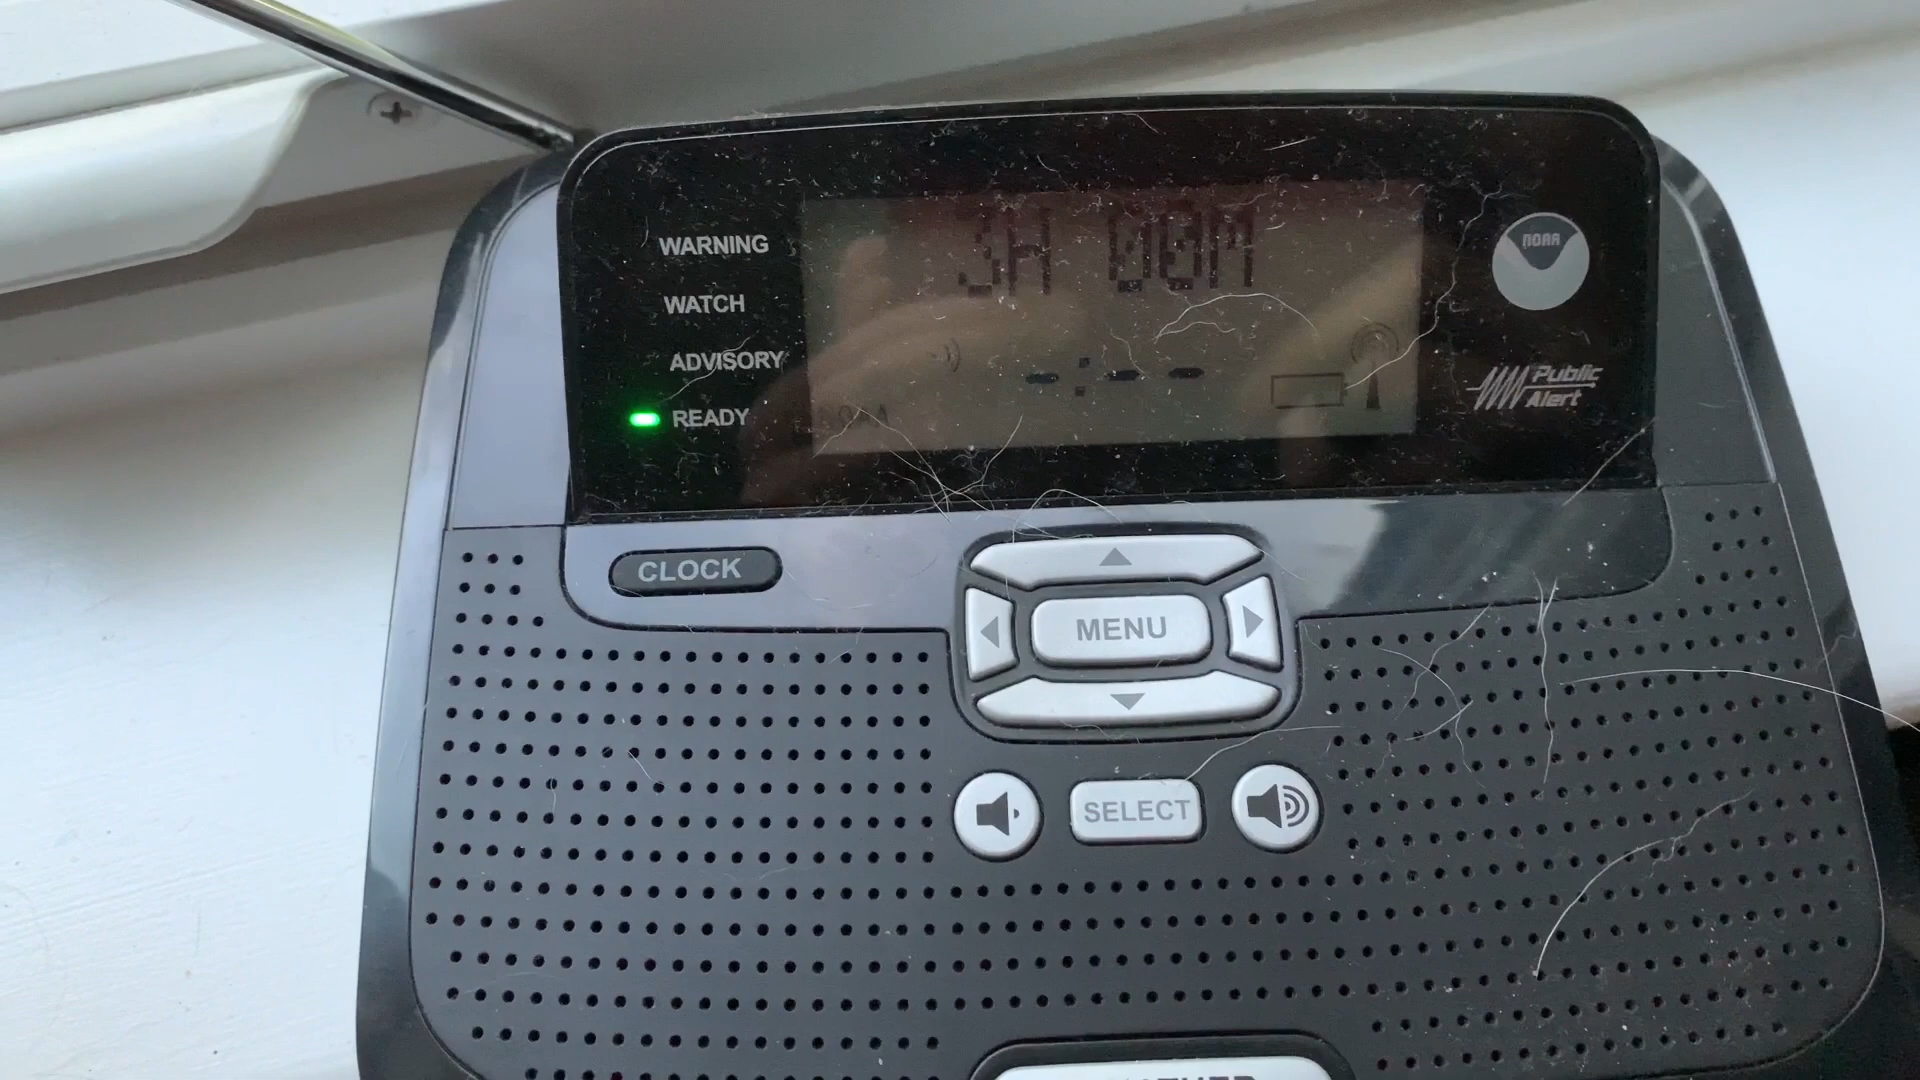 WARNING
3H 00M
WATCH
ADVISORY
-:--
READY
NOAA
Public
Alert
CLOCK
MENU
SELECT